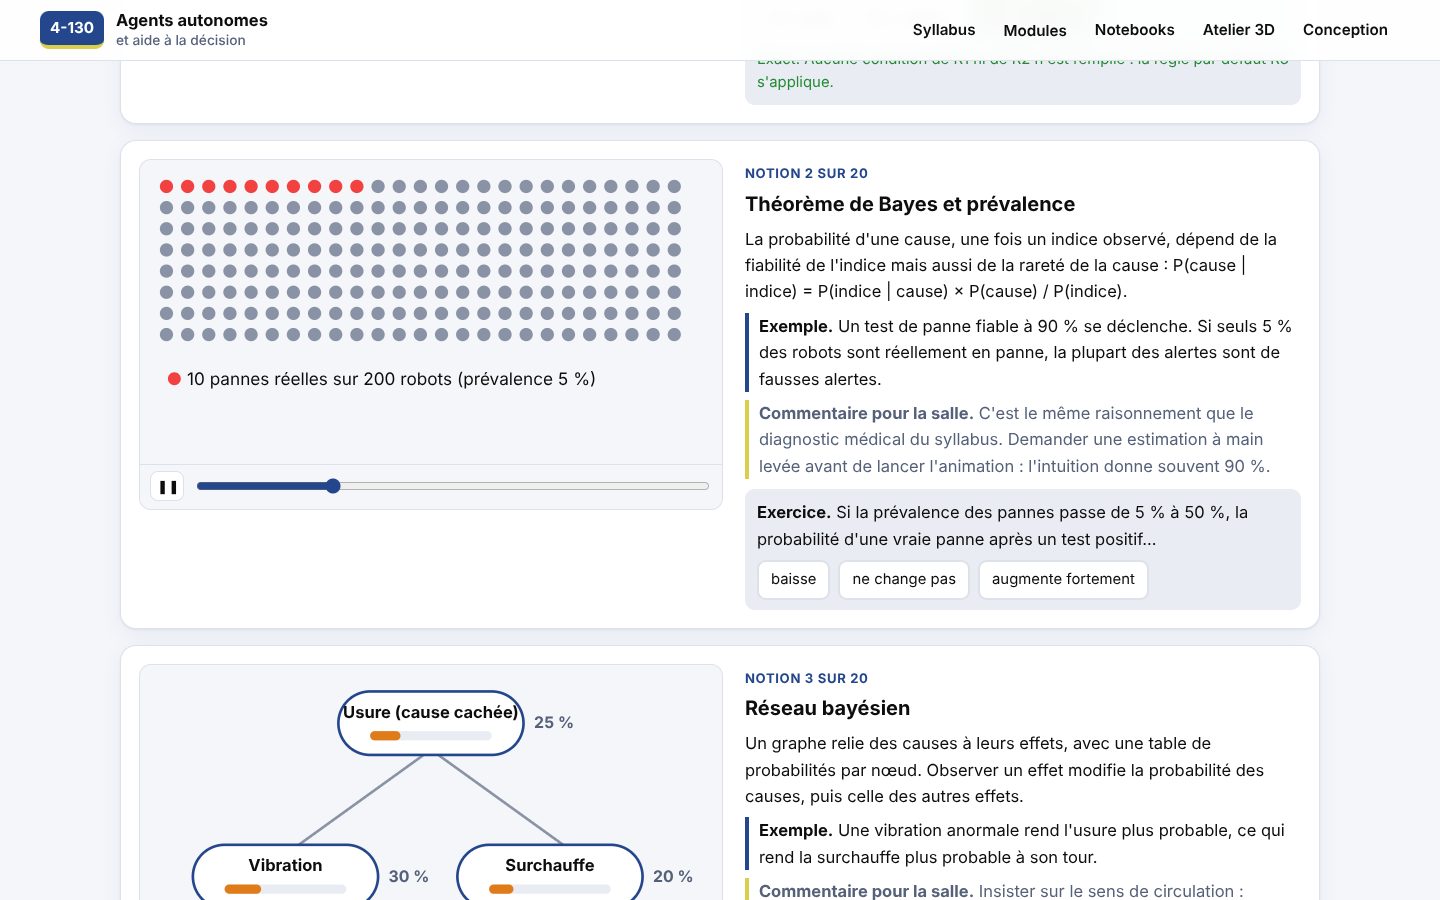 4-130
Agents autonomes
et aide à la décision
Syllabus
Modules
Notebooks
Atelier 3D
Conception
s'applique.
10 pannes réelles sur 200 robots (prévalence 5 %)
NOTION 2 SUR 20
Théorème de Bayes et prévalence
La probabilité d'une cause, une fois un indice observé, dépend de la
fiabilité de l'indice mais aussi de la rareté de la cause : P(cause |
indice) = P(indice | cause) × P(cause) / P(indice).
Exemple. Un test de panne fiable à 90 % se déclenche. Si seuls 5 %
des robots sont réellement en panne, la plupart des alertes sont de
fausses alertes.
Commentaire pour la salle. C'est le même raisonnement que le
diagnostic médical du syllabus. Demander une estimation à main
levée avant de lancer l'animation : l'intuition donne souvent 90 %.
Exercice. Si la prévalence des pannes passe de 5 % à 50 %, la
probabilité d'une vraie panne après un test positif…
baisse
ne change pas
augmente fortement
Usure (cause cachée)
25 %
Vibration
30 %
Surchauffe
20 %
NOTION 3 SUR 20
Réseau bayésien
Un graphe relie des causes à leurs effets, avec une table de
probabilités par nœud. Observer un effet modifie la probabilité des
causes, puis celle des autres effets.
Exemple. Une vibration anormale rend l'usure plus probable, ce qui
rend la surchauffe plus probable à son tour.
Commentaire pour la salle. Insister sur le sens de circulation :